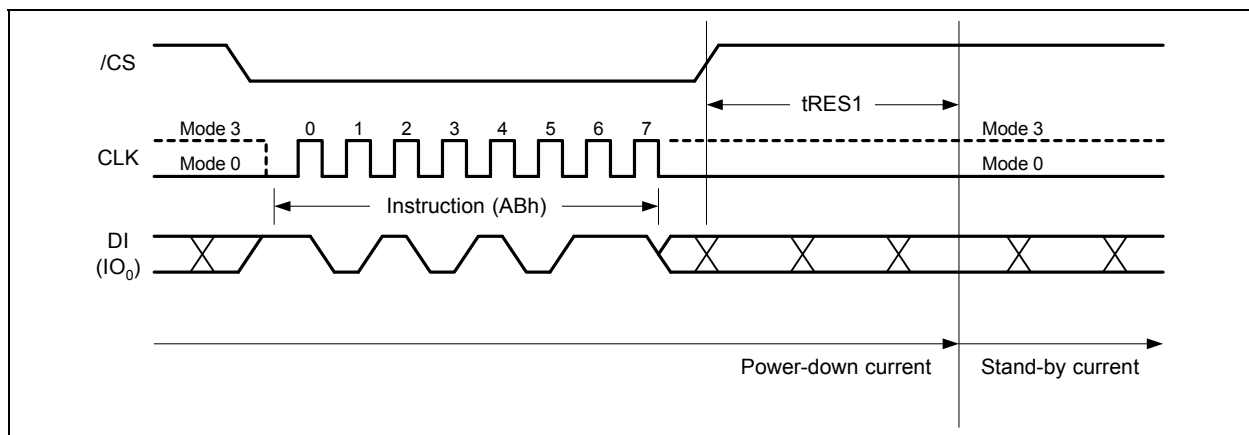 /CS
tRES1
Mode 3 0 1 2 3 4 5 6 7 Mode 3
CLK
Mode 0 Mode 0
Instruction (ABh)
DI
(IO₀)
Power-down current Stand-by current